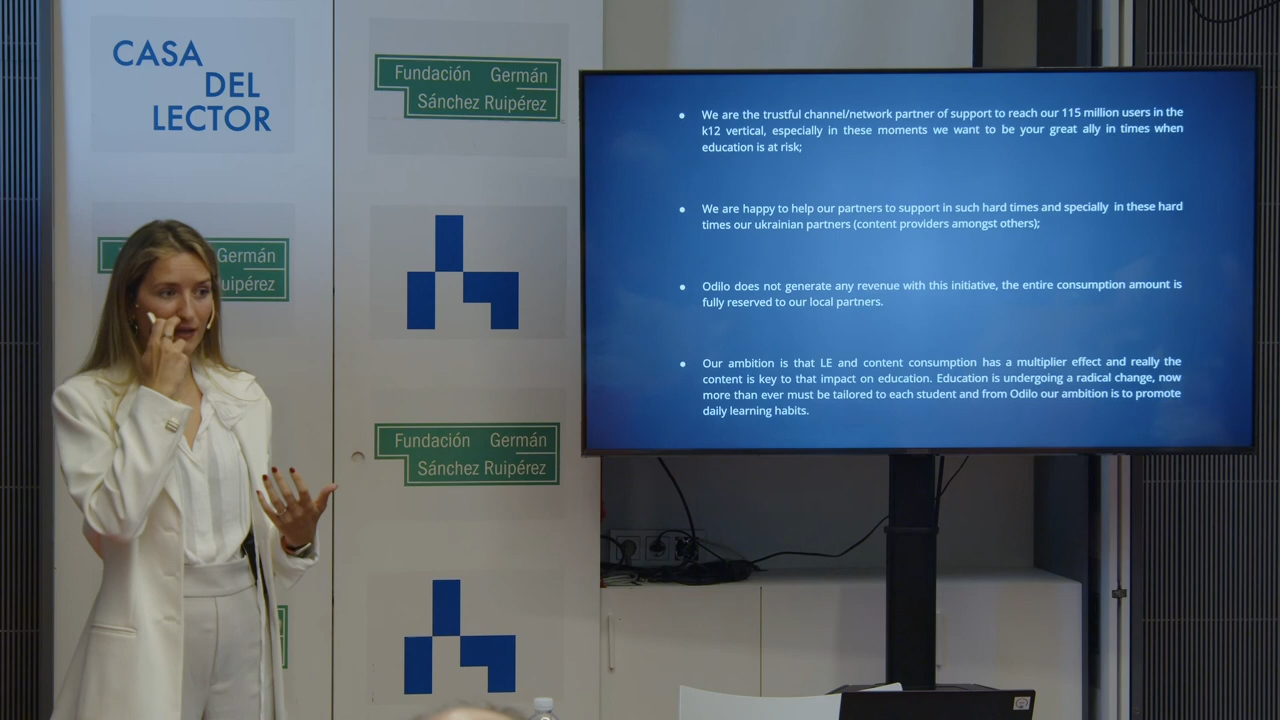 CASA
DEL
LECTOR
Fundación Germán
Sánchez Ruipérez
Germán
uipérez
Fundación Germán
Sánchez Ruipérez
We are the trustful channel/network partner of support to reach our 115 million users in the
k12 vertical, especially in these moments we want to be your great ally in times when
education is at risk;
We are happy to help our partners to support in such hard times and specially in these hard
times our ukrainian partners (content providers amongst others);
Odilo does not generate any revenue with this initiative, the entire consumption amount is
fully reserved to our local partners.
Our ambition is that LE and content consumption has a multiplier effect and really the
content is key to that impact on education. Education is undergoing a radical change, now
more than ever must be tailored to each student and from Odilo our ambition is to promote
daily learning habits.